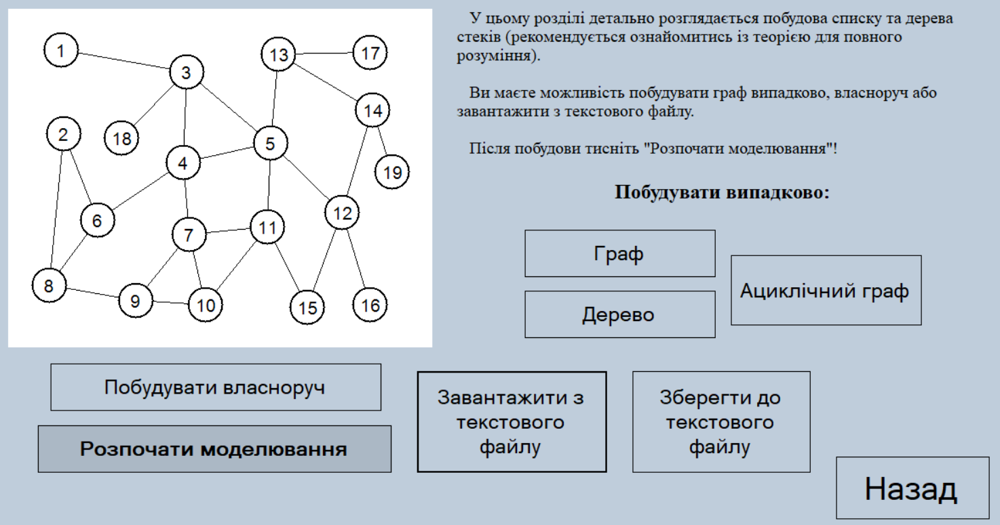 1
3
13
17
14
2
18
5
4
19
6
12
7
11
8
9
10
15
16
У цьому розділі детально розглядається побудова списку та дерева
стеків (рекомендується ознайомитись із теорією для повного
розуміння).
Ви маєте можливість побудувати граф випадково, власноруч або
завантажити з текстового файлу.
Після побудови тисніть "Розпочати моделювання"!
Побудувати випадково:
Граф
Ациклічний граф
Дерево
Побудувати власноруч
Розпочати моделювання
Завантажити з
текстового
файлу
Зберегти до
текстового
файлу
Назад